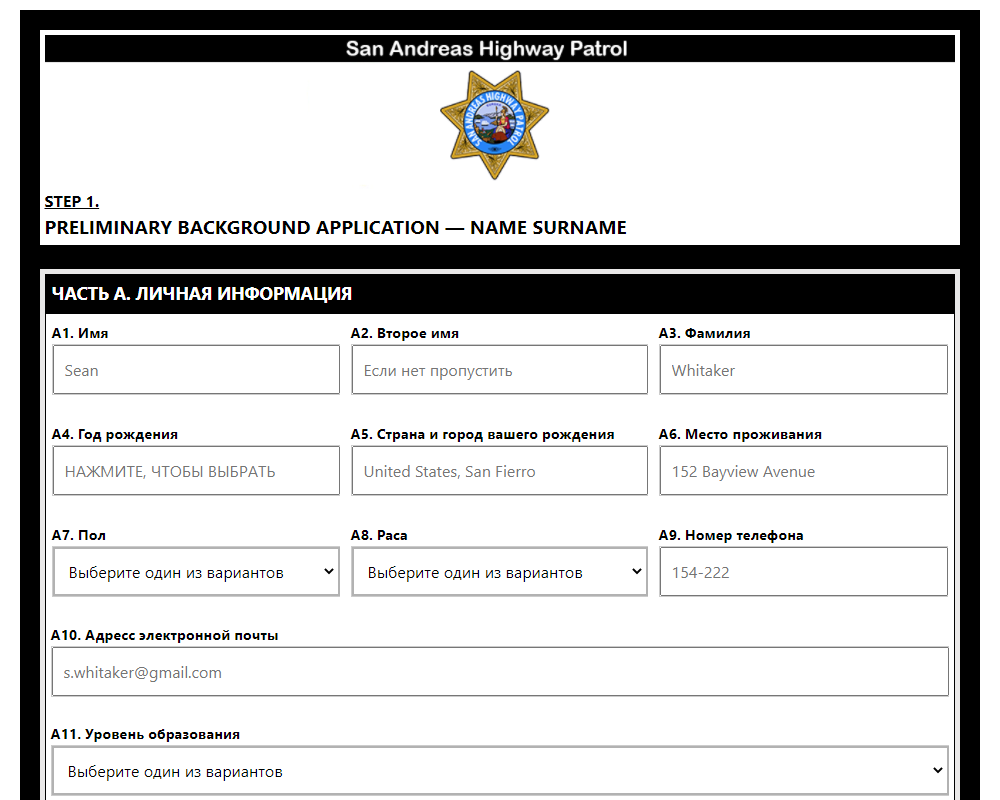 San Andreas Highway Patrol
SAN ANDREAS HIGHWAY PATROL
STEP 1.
PRELIMINARY BACKGROUND APPLICATION — NAME SURNAME
ЧАСТЬ А. ЛИЧНАЯ ИНФОРМАЦИЯ
A1. Имя A2. Второе имя A3. Фамилия
Sean Если нет пропустить Whitaker
A4. Год рождения A5. Страна и город вашего рождения A6. Место проживания
НАЖМИТЕ, ЧТОБЫ ВЫБРАТЬ United States, San Fierro 152 Bayview Avenue
A7. Пол A8. Раса A9. Номер телефона
Выберите один из вариантов Выберите один из вариантов 154-222
A10. Адресс электронной почты
s.whitaker@gmail.com
A11. Уровень образования
Выберите один из вариантов